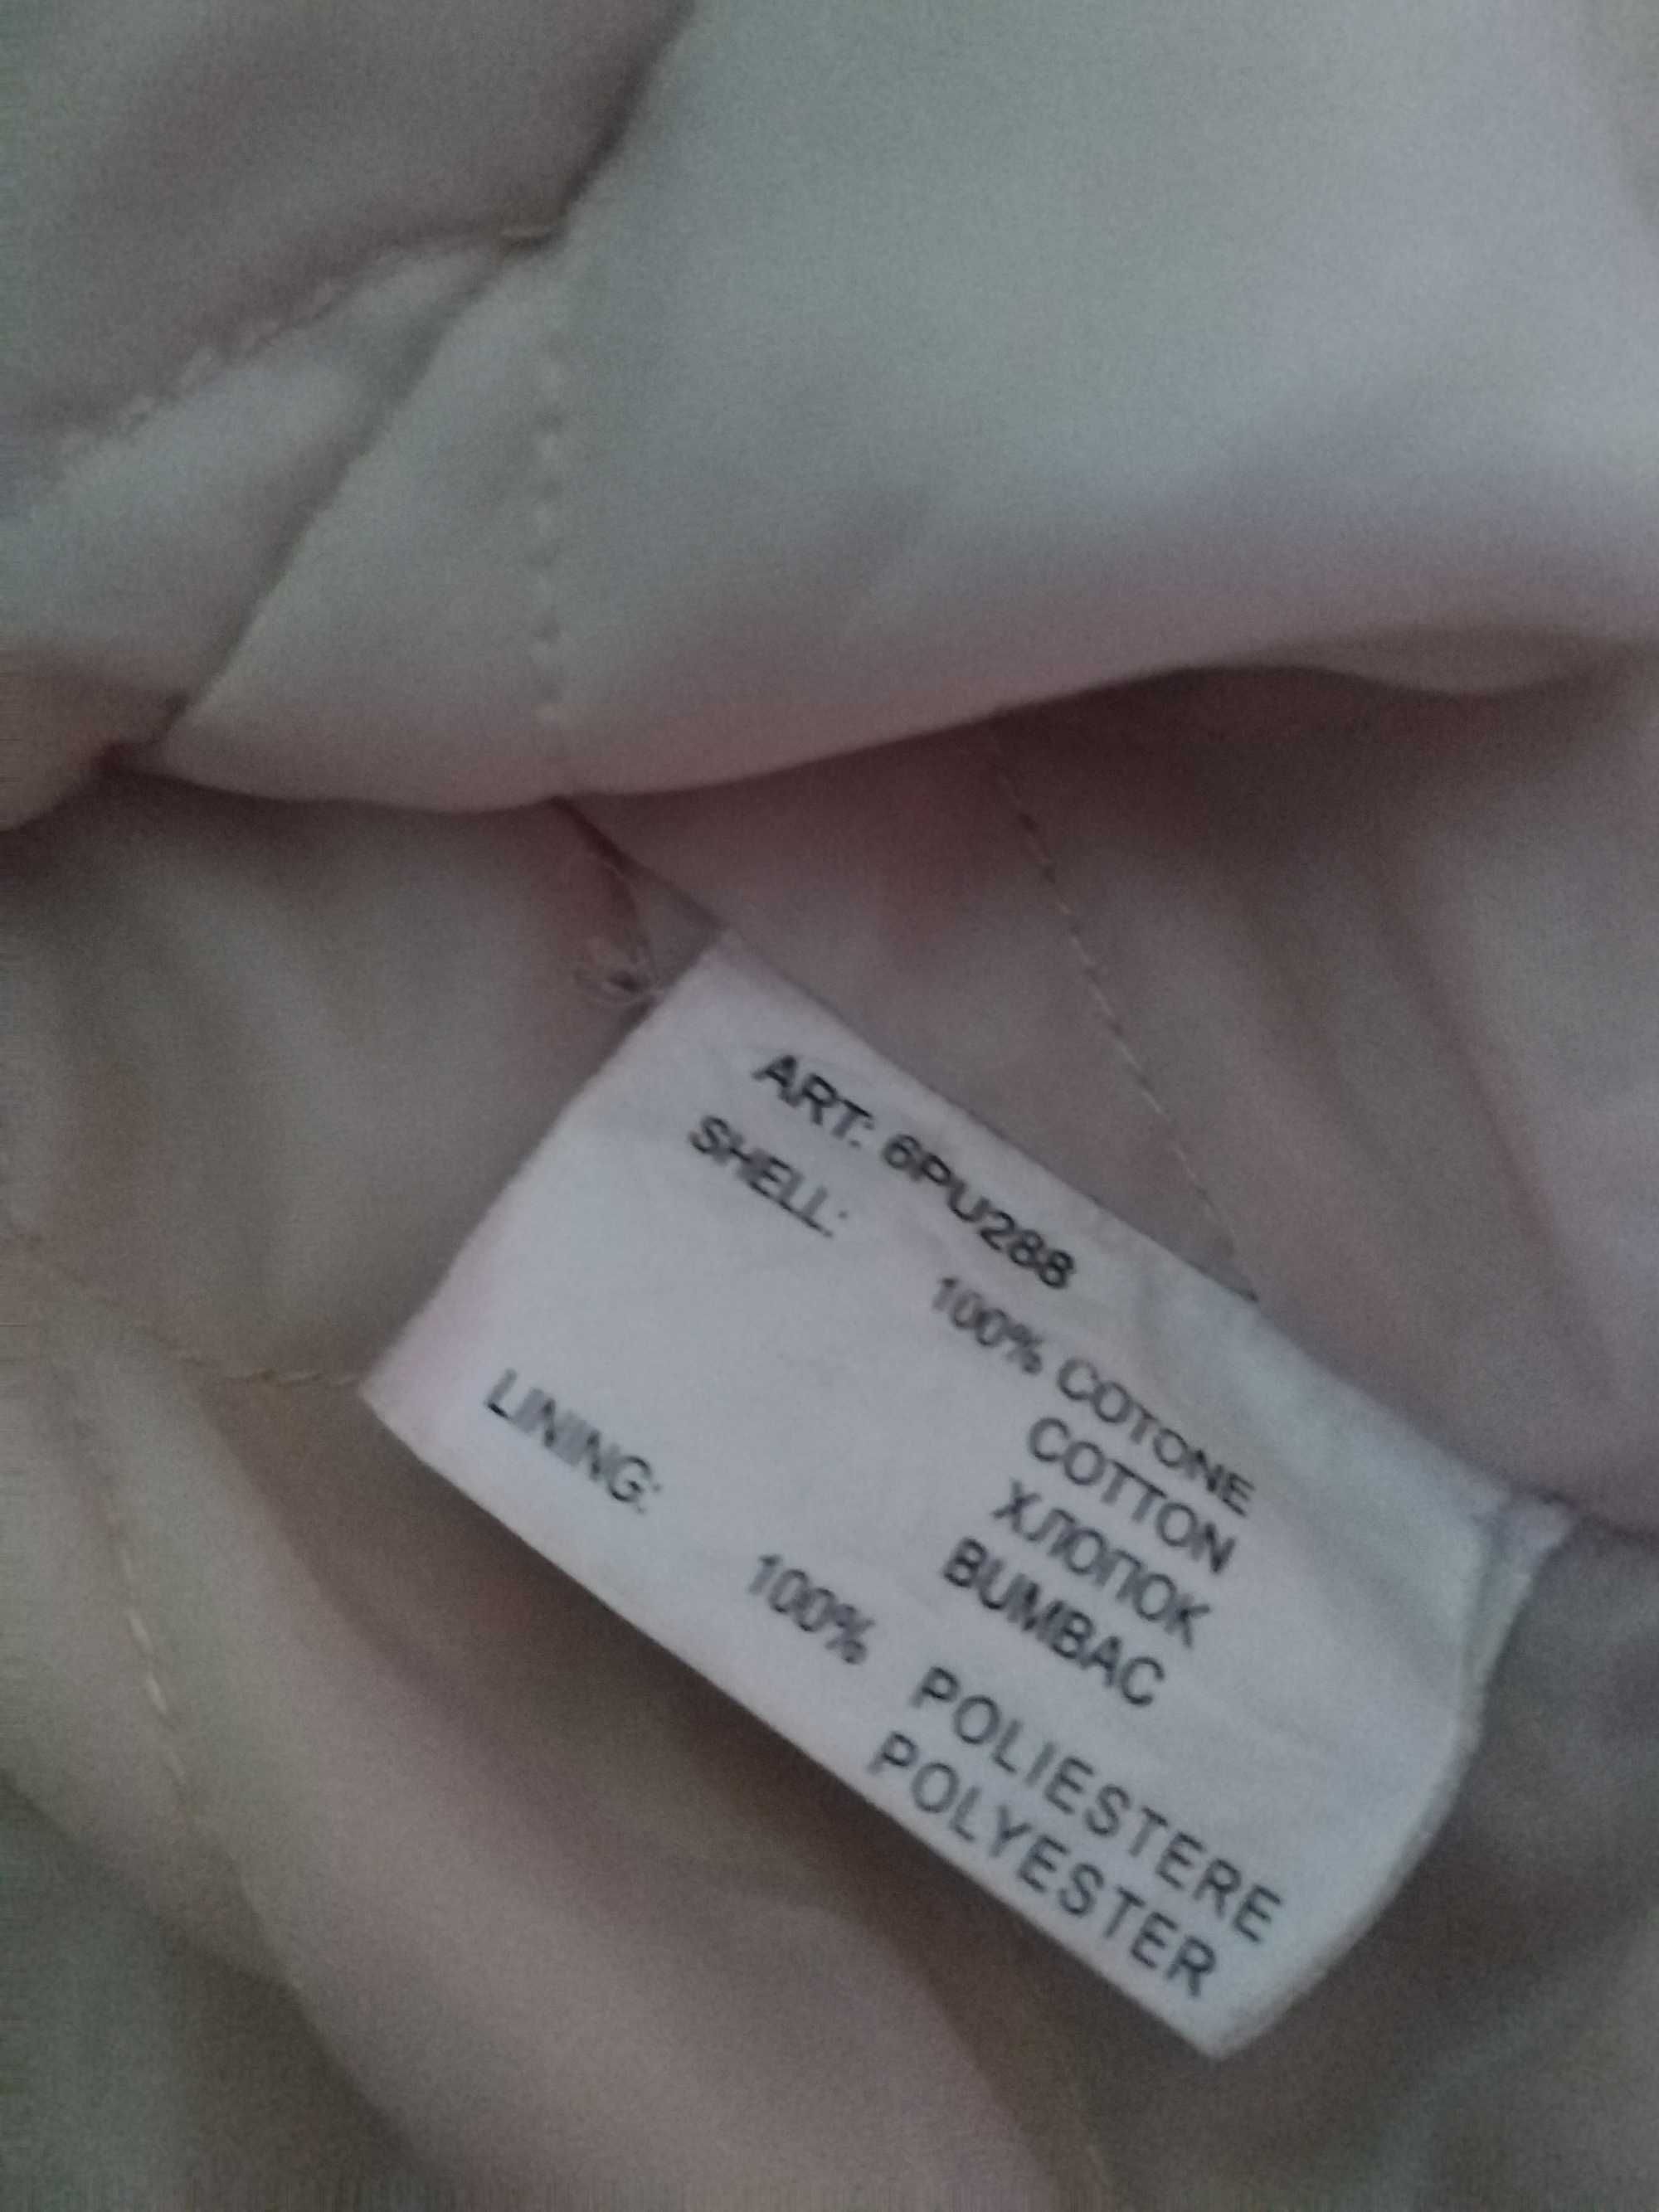 ART: 6PU288
SHELL:
100% COTONE
COTTON
ХЛОПОК
BUMBAC
LINING:
100% POLIESTERE
POLYESTER